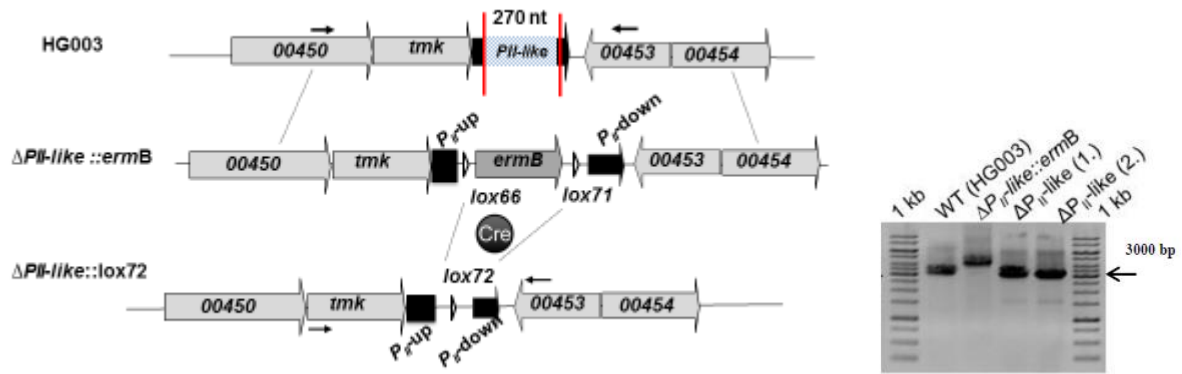 270 nt
HG003
00450
tmk
PII-like
00453
00454
ΔPII-like ::ermB
00450
tmk
PII-up
ermB
PII-down
00453
00454
lox66
lox71
Cre
ΔPII-like::lox72
lox72
00450
tmk
PII-up
PII-down
00453
00454
1 kb
WT (HG003)
ΔPII-like::ermB
ΔPII-like (1.)
ΔPII-like (2.)
1 kb
3000 bp